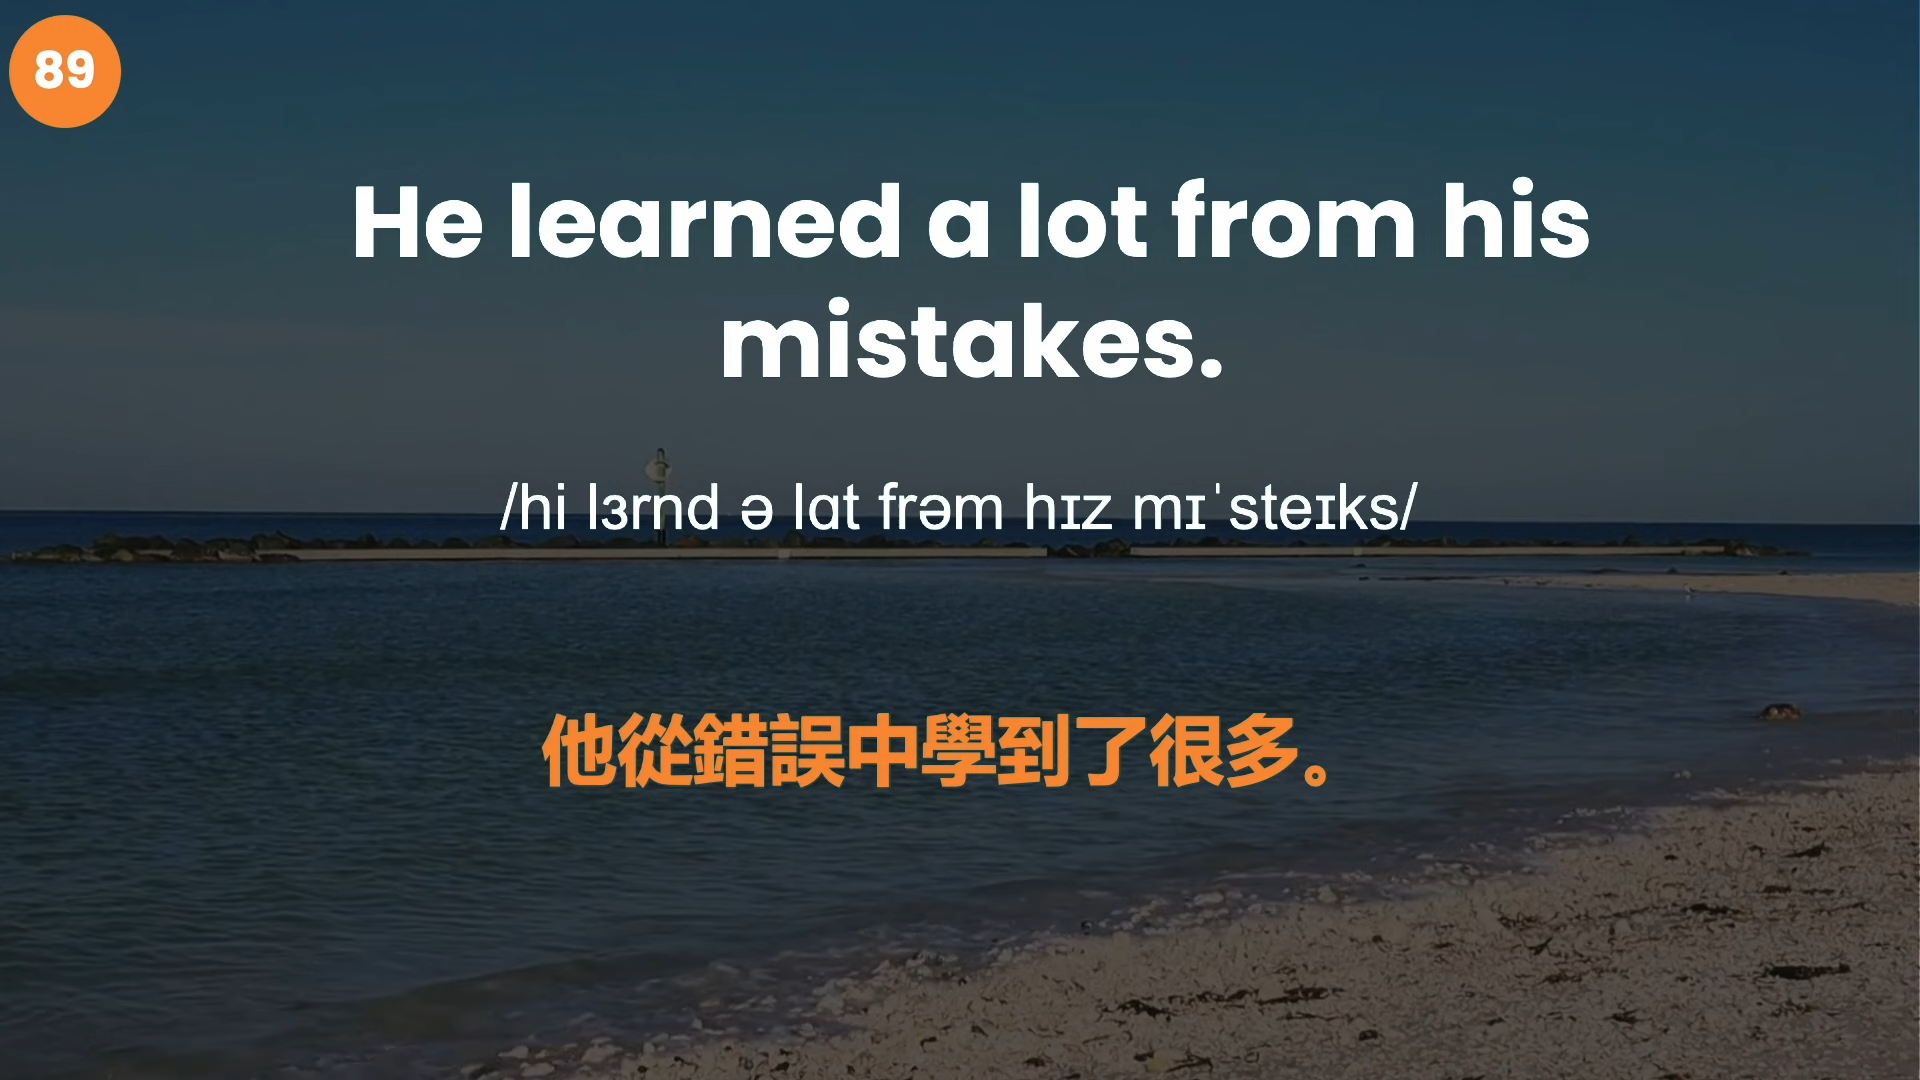 89
He learned a lot from his
mistakes.
/hi lɜrnd ə lɑt frəm hɪz mɪˈsteɪks/
他從錯誤中學到了很多。